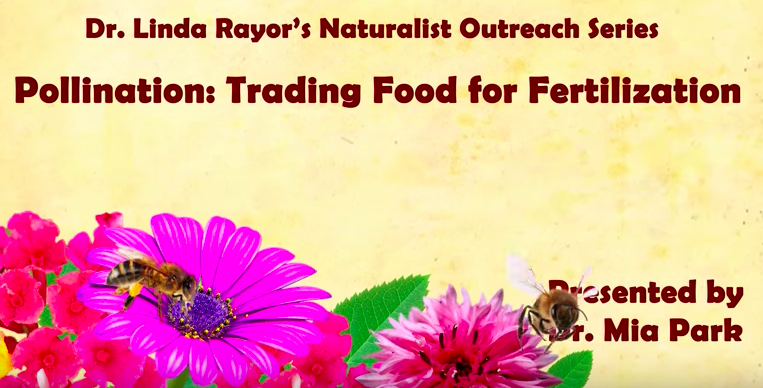 Dr. Linda Rayor's Naturalist Outreach Series
Pollination: Trading Food for Fertilization
Presented by
Dr. Mia Park